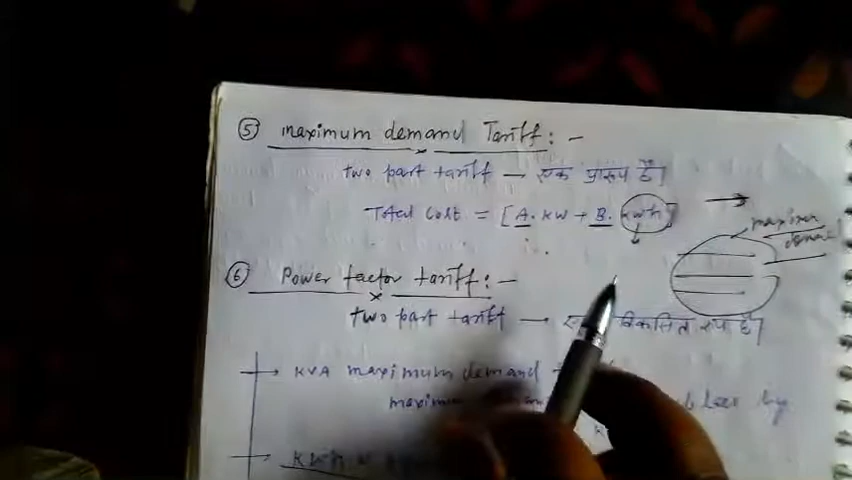 ⑤ maximum demand Tariff: -
two part tariff → एक प्रारूप है।
Total cost = [A. KW + B. kwh] →
maximum
demand
⑥ Power factor tariff: -
two part tariff → विकसित रूप है।
→ KVA maximum demand
maximum